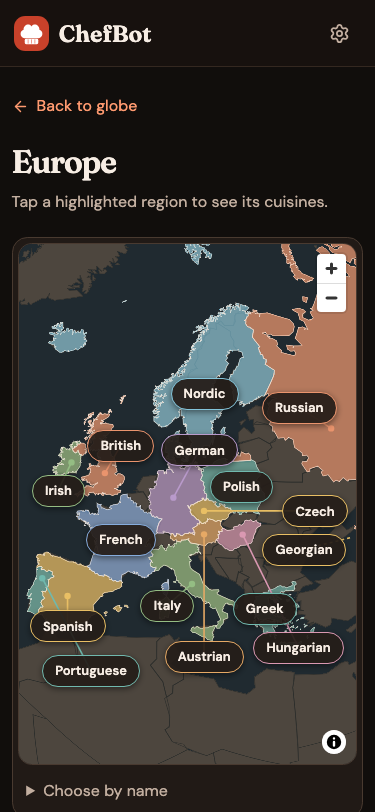 ChefBot
← Back to globe
Europe
Tap a highlighted region to see its cuisines.
+
−
Nordic
Russian
British
German
Irish
Polish
Czech
French
Georgian
Italy
Greek
Spanish
Hungarian
Austrian
Portuguese
▶ Choose by name